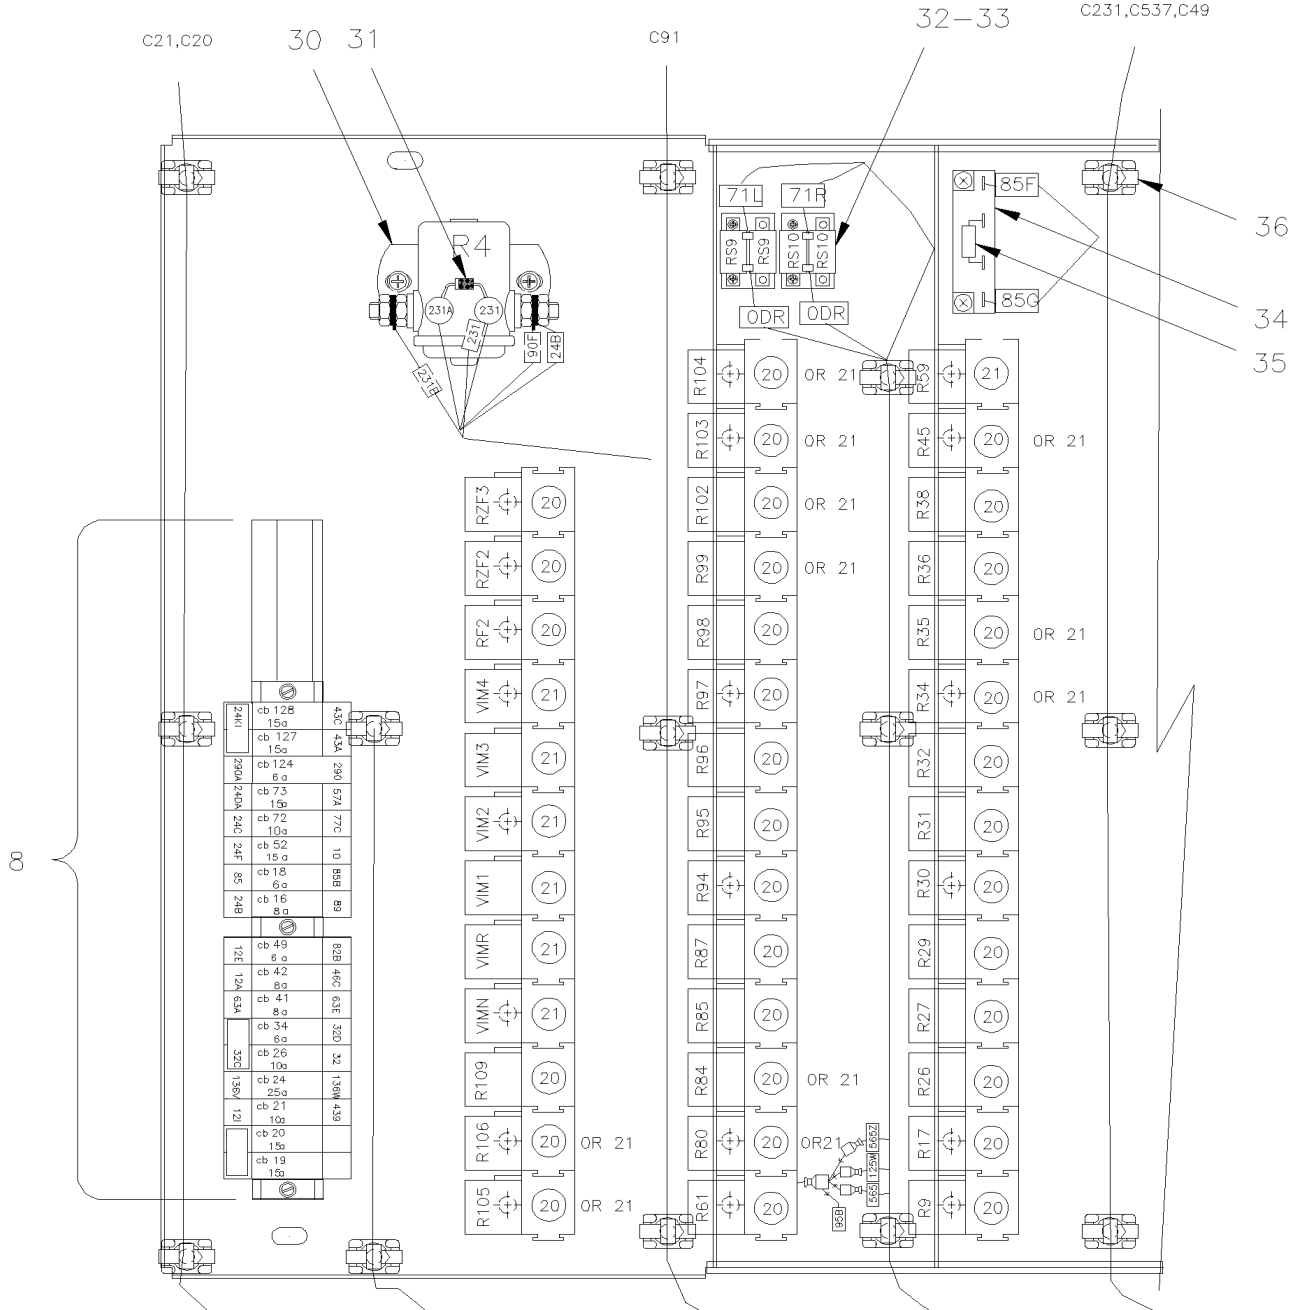 C21,C20
30
31
C91
32-33
C231,C537,C49
36
34
35
R4
231A
231
231
231B
90F
24B
71L
71R
RS9
RS9
RS10
RS10
ODR
ODR
85F
85G
8
24K1
cb 128
15a
43C
cb 127
15a
43A
290A
cb 124
6a
290
24DA
cb 73
15a
57A
24C
cb 72
10a
77C
24F
cb 52
15a
10
85
cb 18
6a
85B
24B
cb 16
8a
89
12E
cb 49
6a
82B
12A
cb 42
8a
46C
63A
cb 41
8a
63E
cb 34
6a
32D
32C
cb 26
10a
32
136V
cb 24
25a
136W
12I
cb 21
10a
439
cb 20
15a
cb 19
15a
RZF3 20
RZF2 20
RF2 20
VIM4 21
VIM3 21
VIM2 21
VIM1 21
VIMR 21
VIMN 21
R109 20
R106 20 OR 21
R105 20 OR 21
R104 20 OR 21
R103 20 OR 21
R102 20 OR 21
R99 20 OR 21
R98 20
R97 20
R96 20
R95 20
R94 20
R87 20
R85 20
R84 20 OR 21
R80 20 OR21
R61 20
565Z
125W
565
95B
R59 21
R45 20 OR 21
R38 20
R36 20
R35 20 OR 21
R34 20 OR 21
R32 20
R31 20
R30 20
R29 20
R27 20
R26 20
R17 20
R9 20